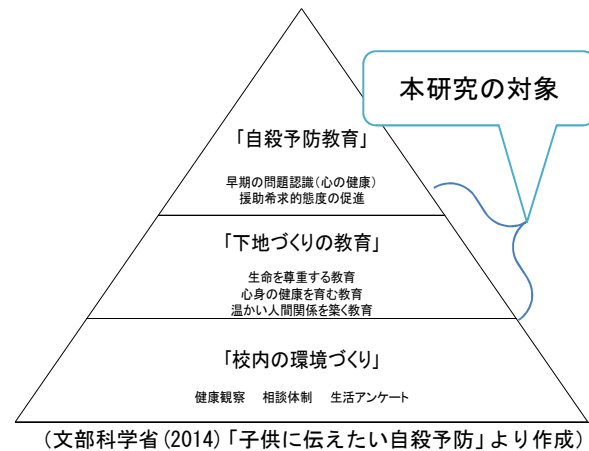 本研究の対象
「自殺予防教育」
早期の問題認識(心の健康)
援助希求的態度の促進
「下地づくりの教育」
生命を尊重する教育
心身の健康を育む教育
温かい人間関係を築く教育
「校内の環境づくり」
健康観察　相談体制　生活アンケート
(文部科学省(2014)「子供に伝えたい自殺予防」より作成)